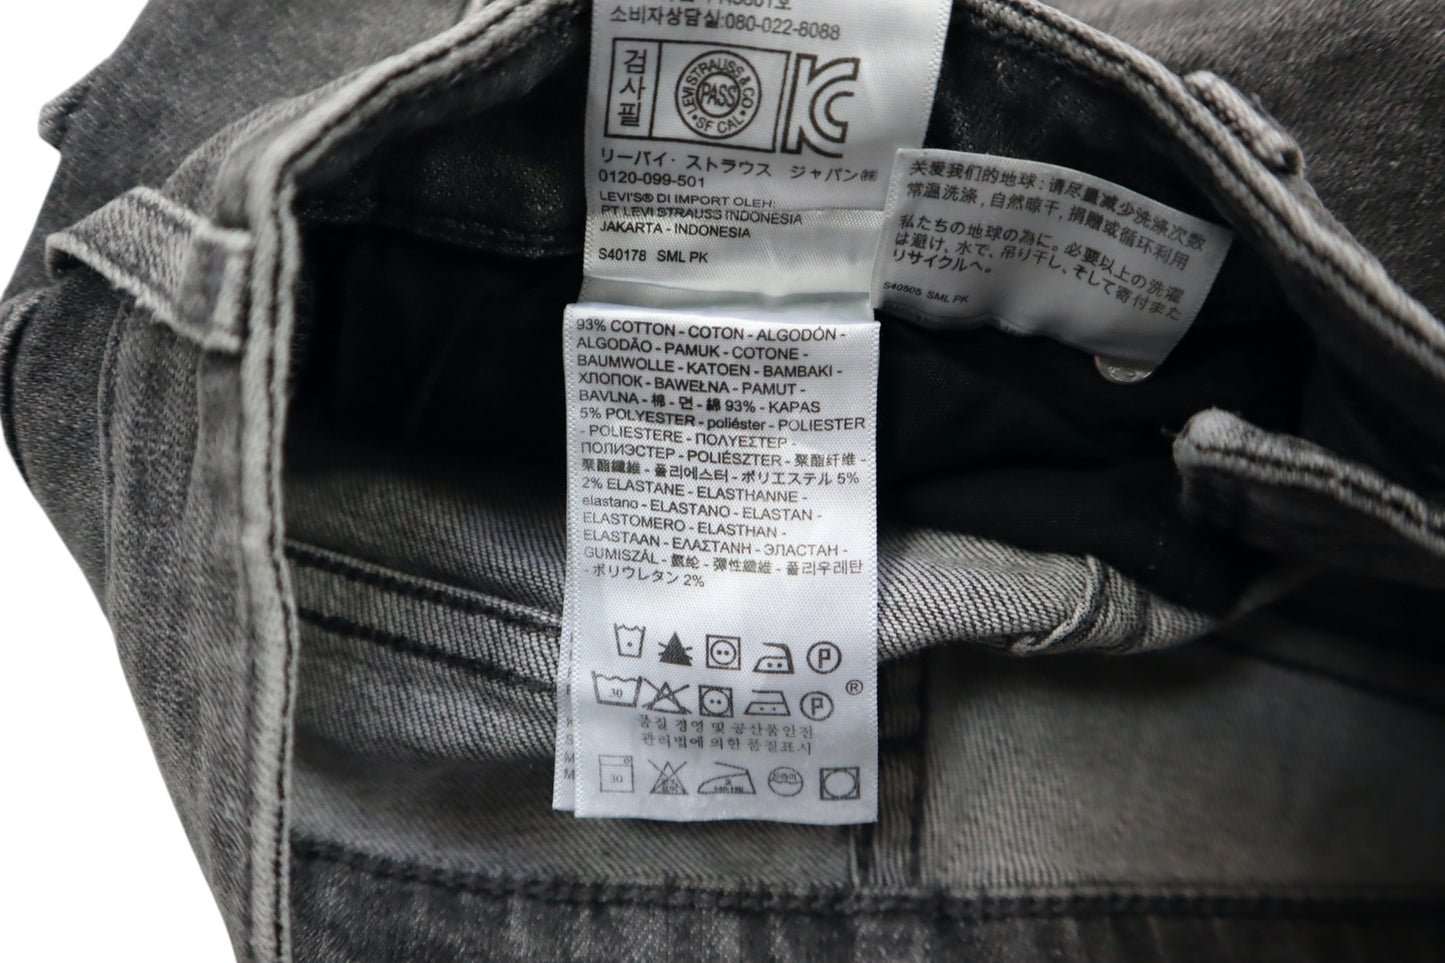 소비자상담실:080-022-8088
검사필
LEVI STRAUSS & CO
PASS
SF CAL
KC
リーバイ・ストラウス ジャパン㈱
0120-099-501
LEVI'S® DI IMPORT OLEH:
PT LEVI STRAUSS INDONESIA
JAKARTA - INDONESIA
S40178 SML PK
关爱我们的地球:请尽量减少洗涤次数
常温洗涤,自然晾干,捐赠或循环利用
私たちの地球の為に。必要以上の洗濯
は避け、水で、吊り干し、そして寄付また
リサイクルへ。
S40505 SML PK
93% COTTON - COTON - ALGODÓN -
ALGODÃO - PAMUK - COTONE -
BAUMWOLLE - KATOEN - BAMBAKI -
ХЛОПОК - BAWEŁNA - PAMUT -
BAVLNA - 棉 - 면 - 綿 93% - KAPAS
5% POLYESTER - poliéster - POLIESTER
- POLIESTERE - ΠΟΛΥΕΣΤΕΡ -
ПОЛИЭСТЕР - POLIÉSZTER - 聚酯纤维 -
聚酯纖維 - 폴리에스터 - ポリエステル 5%
2% ELASTANE - ELASTHANNE -
elastano - ELASTANO - ELASTAN -
ELASTOMERO - ELASTHAN -
ELASTAAN - ΕΛΑΣΤΑΝΗ - ЭЛАСТАН -
GUMISZÁL - 氨纶 - 彈性纖維 - 폴리우레탄
- ポリウレタン 2%
P
30
P
®
품질 경영 및 공산품안전
관리법에 의한 품질표시
30